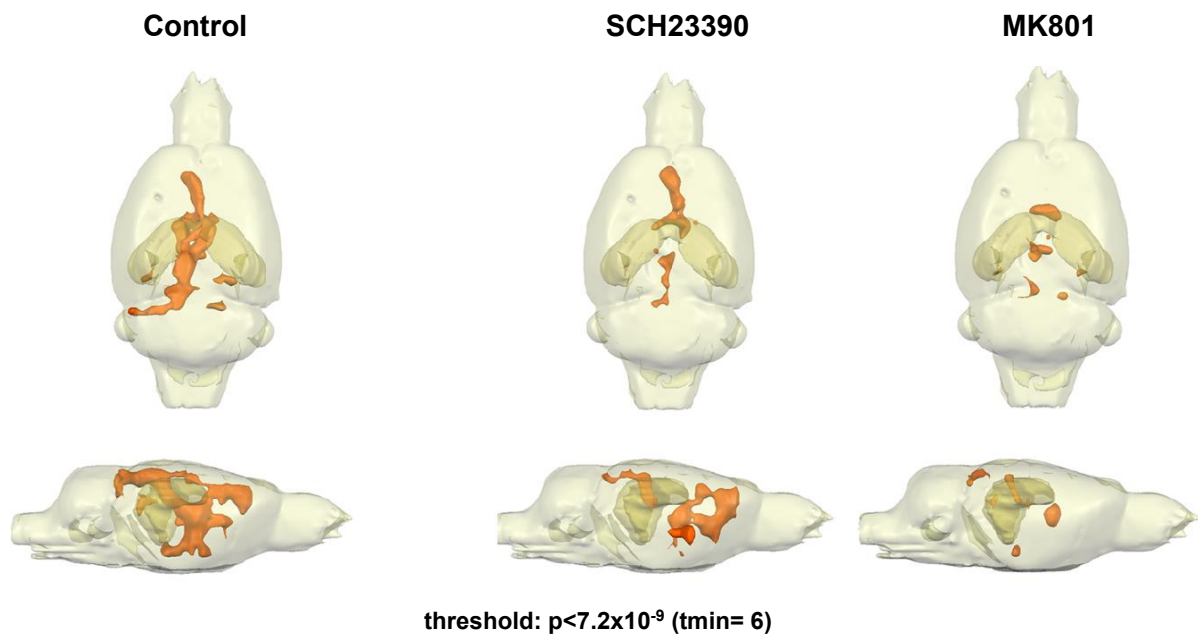 Control SCH23390 MK801
threshold: p<7.2x10⁻⁹ (tmin= 6)